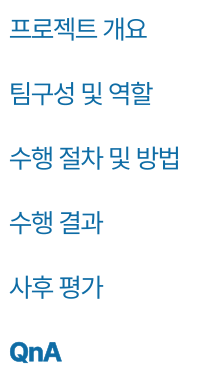 프로젝트 개요
팀구성 및 역할
수행 절차 및 방법
수행 결과
사후 평가
QnA